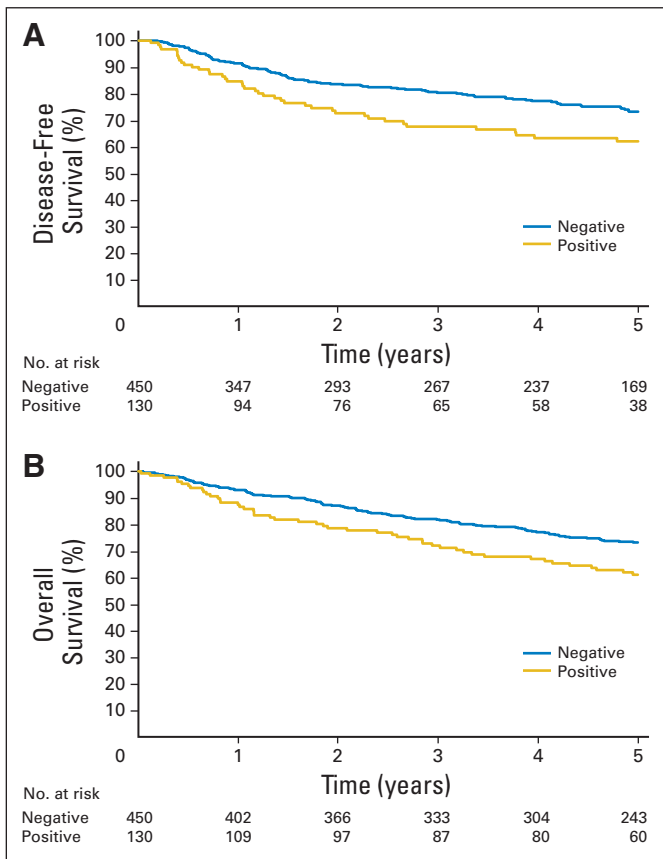 A
100
90
80
70
60
50
40
30
20
10
Disease-Free
Survival (%)
Negative
Positive
0 1 2 3 4 5
Time (years)
No. at risk
Negative 450 347 293 267 237 169
Positive 130 94 76 65 58 38
B
100
90
80
70
60
50
40
30
20
10
Overall
Survival (%)
Negative
Positive
0 1 2 3 4 5
Time (years)
No. at risk
Negative 450 402 366 333 304 243
Positive 130 109 97 87 80 60